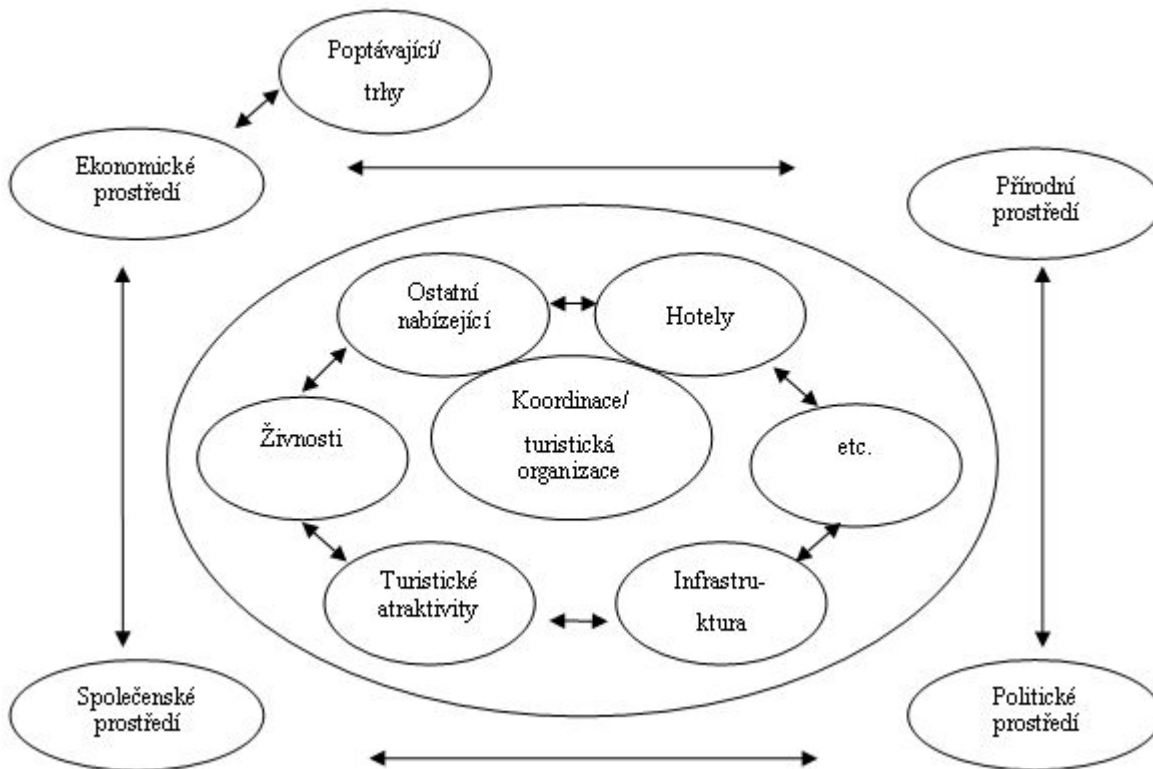 Poptávající/
trhy
Ekonomické
prostředí
Přírodní
prostředí
Ostatní
nabízející
Hotely
Koordinace/
turistická
organizace
Živnosti
etc.
Turistické
atraktivity
Infrastru-
ktura
Společenské
prostředí
Politické
prostředí